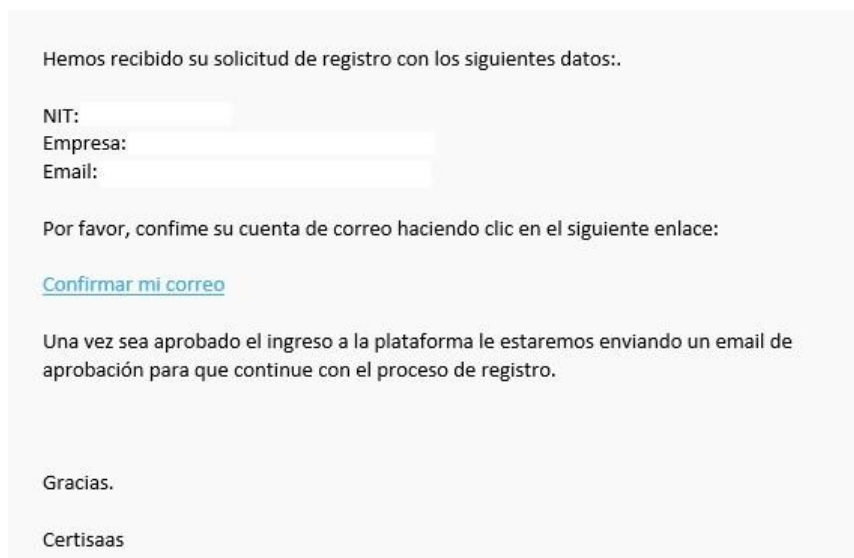 Hemos recibido su solicitud de registro con los siguientes datos:.
NIT:
Empresa:
Email:
Por favor, confime su cuenta de correo haciendo clic en el siguiente enlace:
Confirmar mi correo
Una vez sea aprobado el ingreso a la plataforma le estaremos enviando un email de
aprobación para que continue con el proceso de registro.
Gracias.
Certisaas